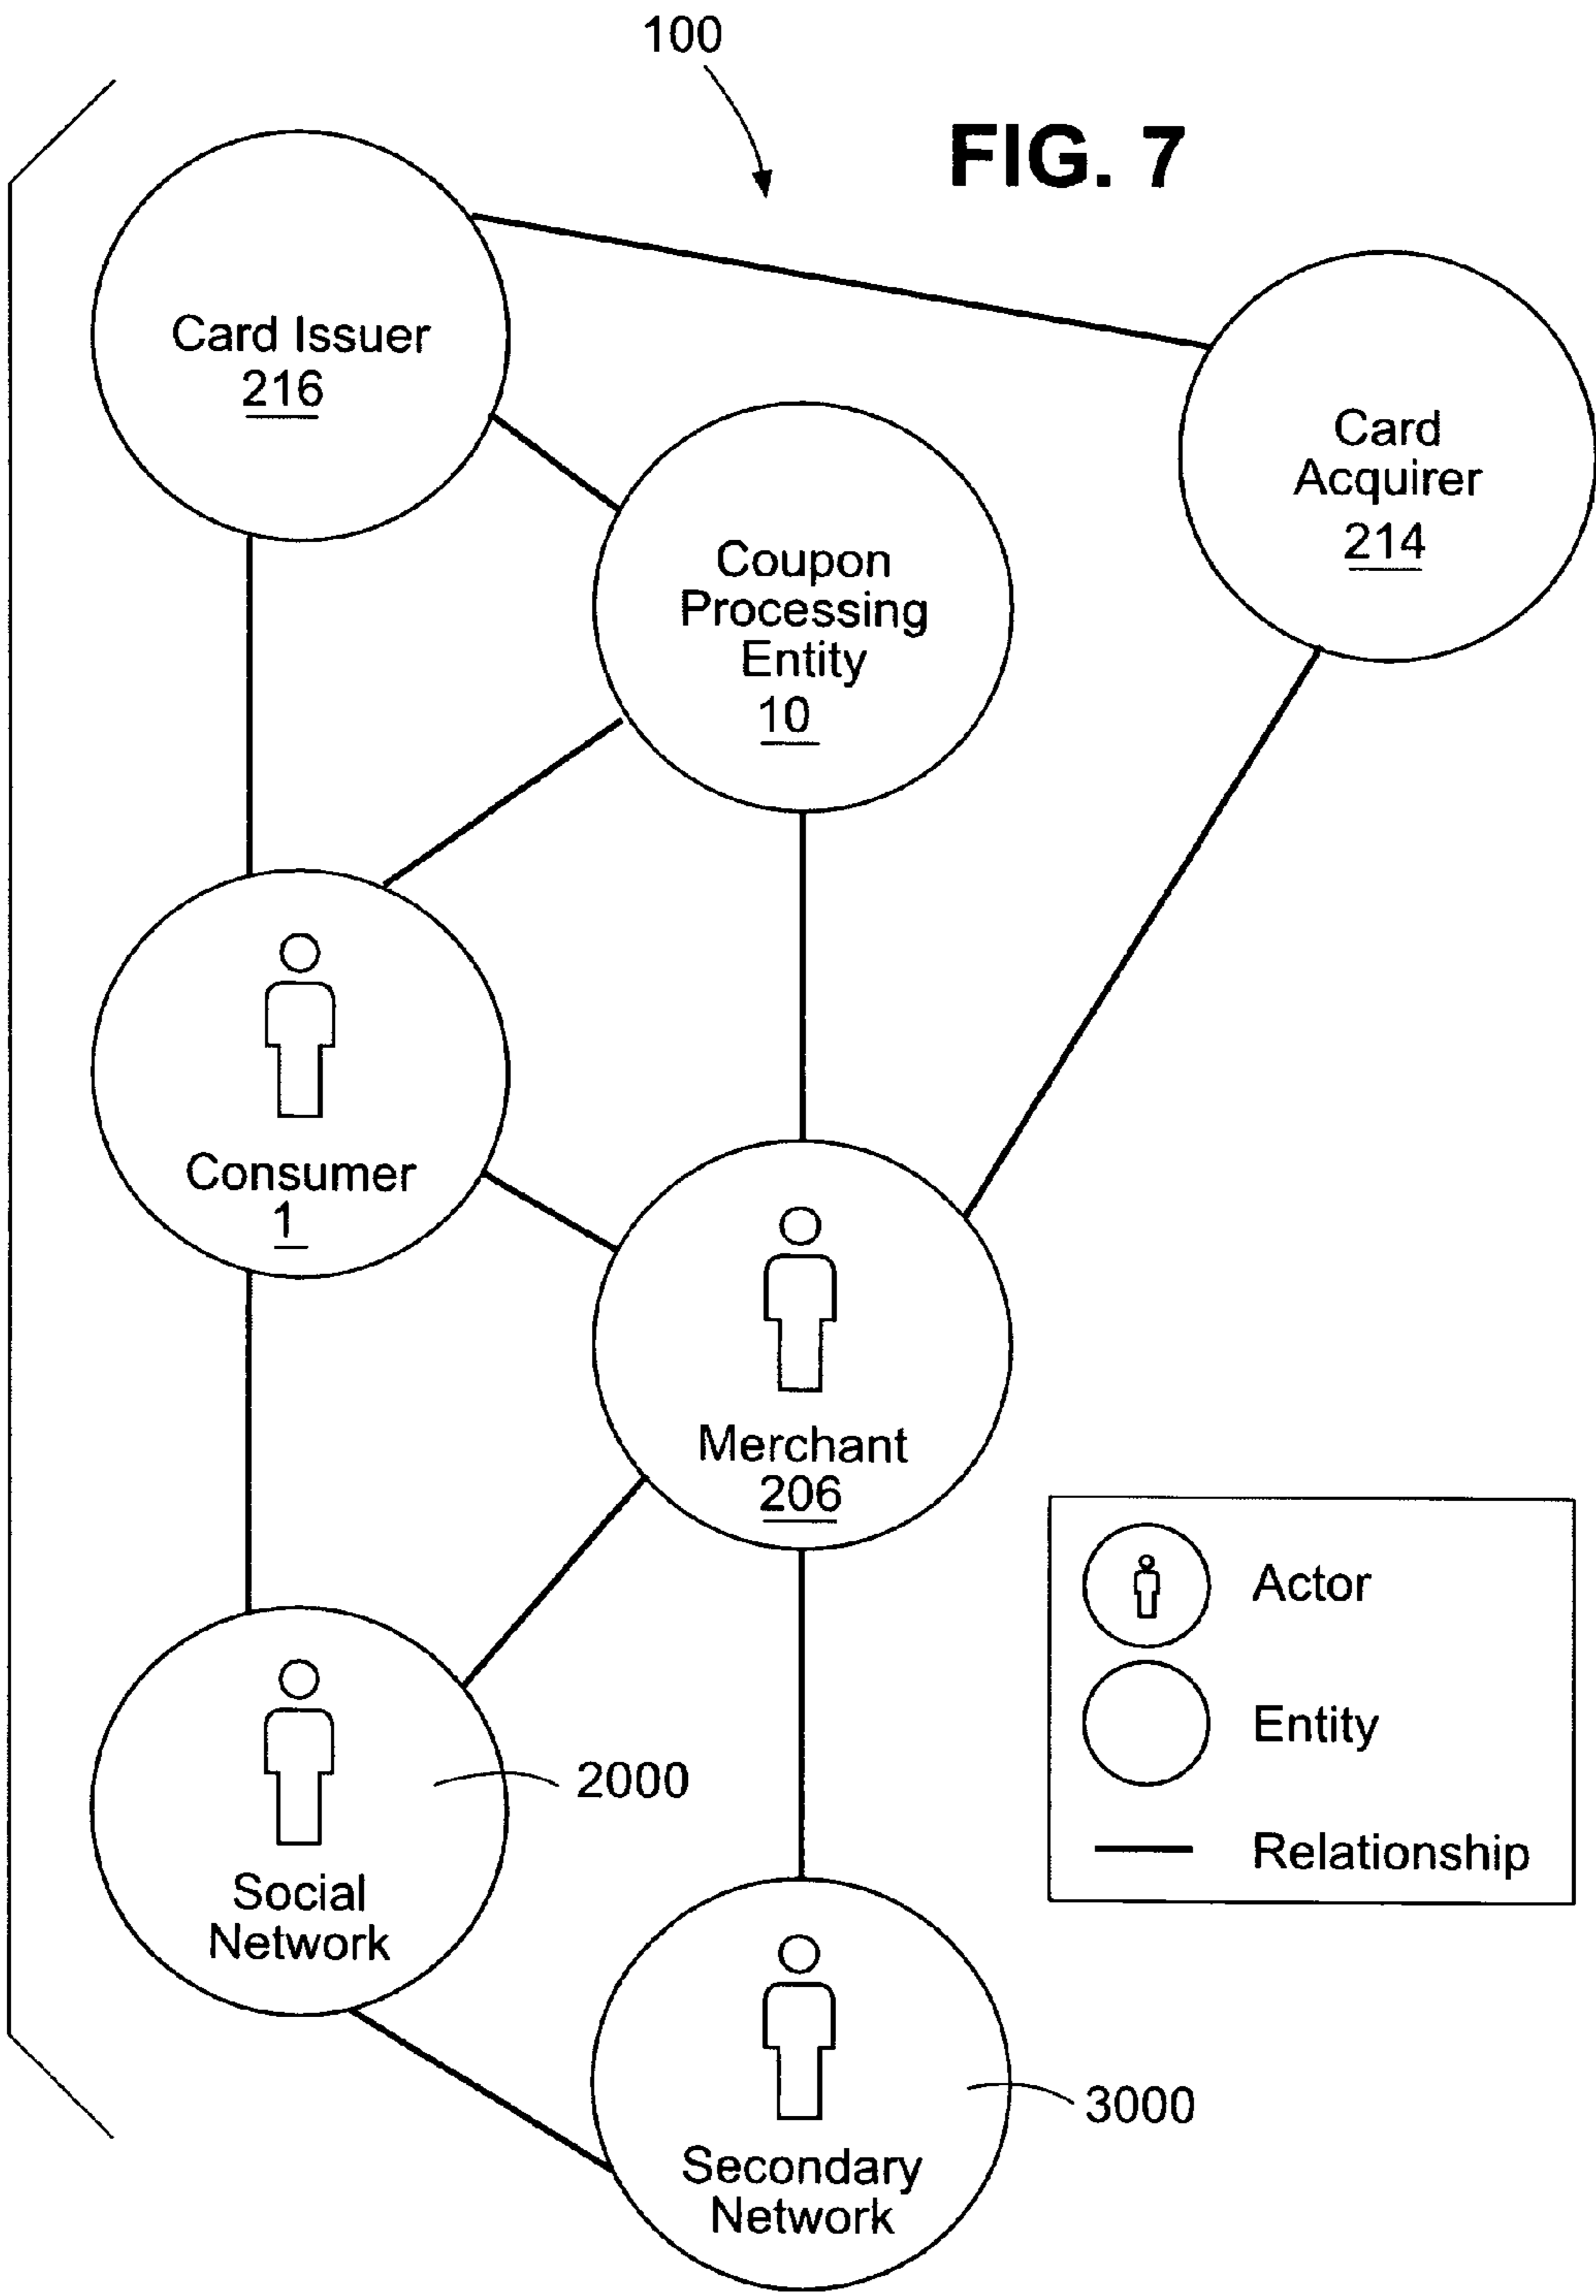 100
FIG. 7
Card Issuer
216
Card
Acquirer
214
Coupon
Processing
Entity
10
Consumer
1
Merchant
206
Actor
Entity
Relationship
2000
Social
Network
3000
Secondary
Network